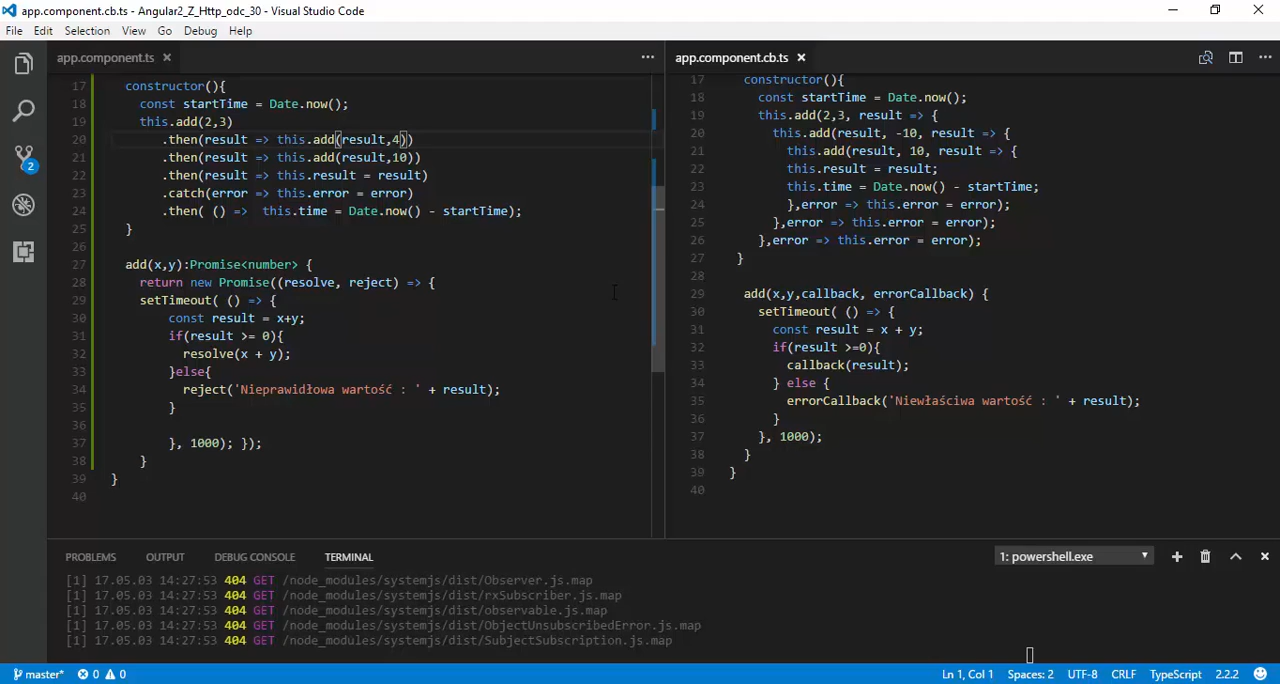 app.component.cb.ts - Angular2_Z_Http_odc_30 - Visual Studio Code
File Edit Selection View Go Debug Help
app.component.ts ×
17 constructor(){
18 const startTime = Date.now();
19 this.add(2,3)
20 .then(result => this.add(result,4))
21 .then(result => this.add(result,10))
22 .then(result => this.result = result)
23 .catch(error => this.error = error)
24 .then( () => this.time = Date.now() - startTime);
25 }
26
27 add(x,y):Promise<number> {
28 return new Promise((resolve, reject) => {
29 setTimeout( () => {
30 const result = x+y;
31 if(result >= 0){
32 resolve(x + y);
33 }else{
34 reject('Nieprawidłowa wartość : ' + result);
35 }
36
37 }, 1000); });
38 }
39 }
40
app.component.cb.ts ×
17 constructor(){
18 const startTime = Date.now();
19 this.add(2,3, result => {
20 this.add(result, -10, result => {
21 this.add(result, 10, result => {
22 this.result = result;
23 this.time = Date.now() - startTime;
24 },error => this.error = error);
25 },error => this.error = error);
26 },error => this.error = error);
27 }
28
29 add(x,y,callback, errorCallback) {
30 setTimeout( () => {
31 const result = x + y;
32 if(result >=0){
33 callback(result);
34 } else {
35 errorCallback('Niewłaściwa wartość : ' + result);
36 }
37 }, 1000);
38 }
39 }
40
2
PROBLEMS OUTPUT DEBUG CONSOLE TERMINAL 1: powershell.exe
[1] 17.05.03 14:27:53 404 GET /node_modules/systemjs/dist/Observer.js.map
[1] 17.05.03 14:27:53 404 GET /node_modules/systemjs/dist/rxSubscriber.js.map
[1] 17.05.03 14:27:53 404 GET /node_modules/systemjs/dist/observable.js.map
[1] 17.05.03 14:27:53 404 GET /node_modules/systemjs/dist/ObjectUnsubscribedError.js.map
[1] 17.05.03 14:27:53 404 GET /node_modules/systemjs/dist/SubjectSubscription.js.map
master* 0 0 Ln 1, Col 1 Spaces: 2 UTF-8 CRLF TypeScript 2.2.2